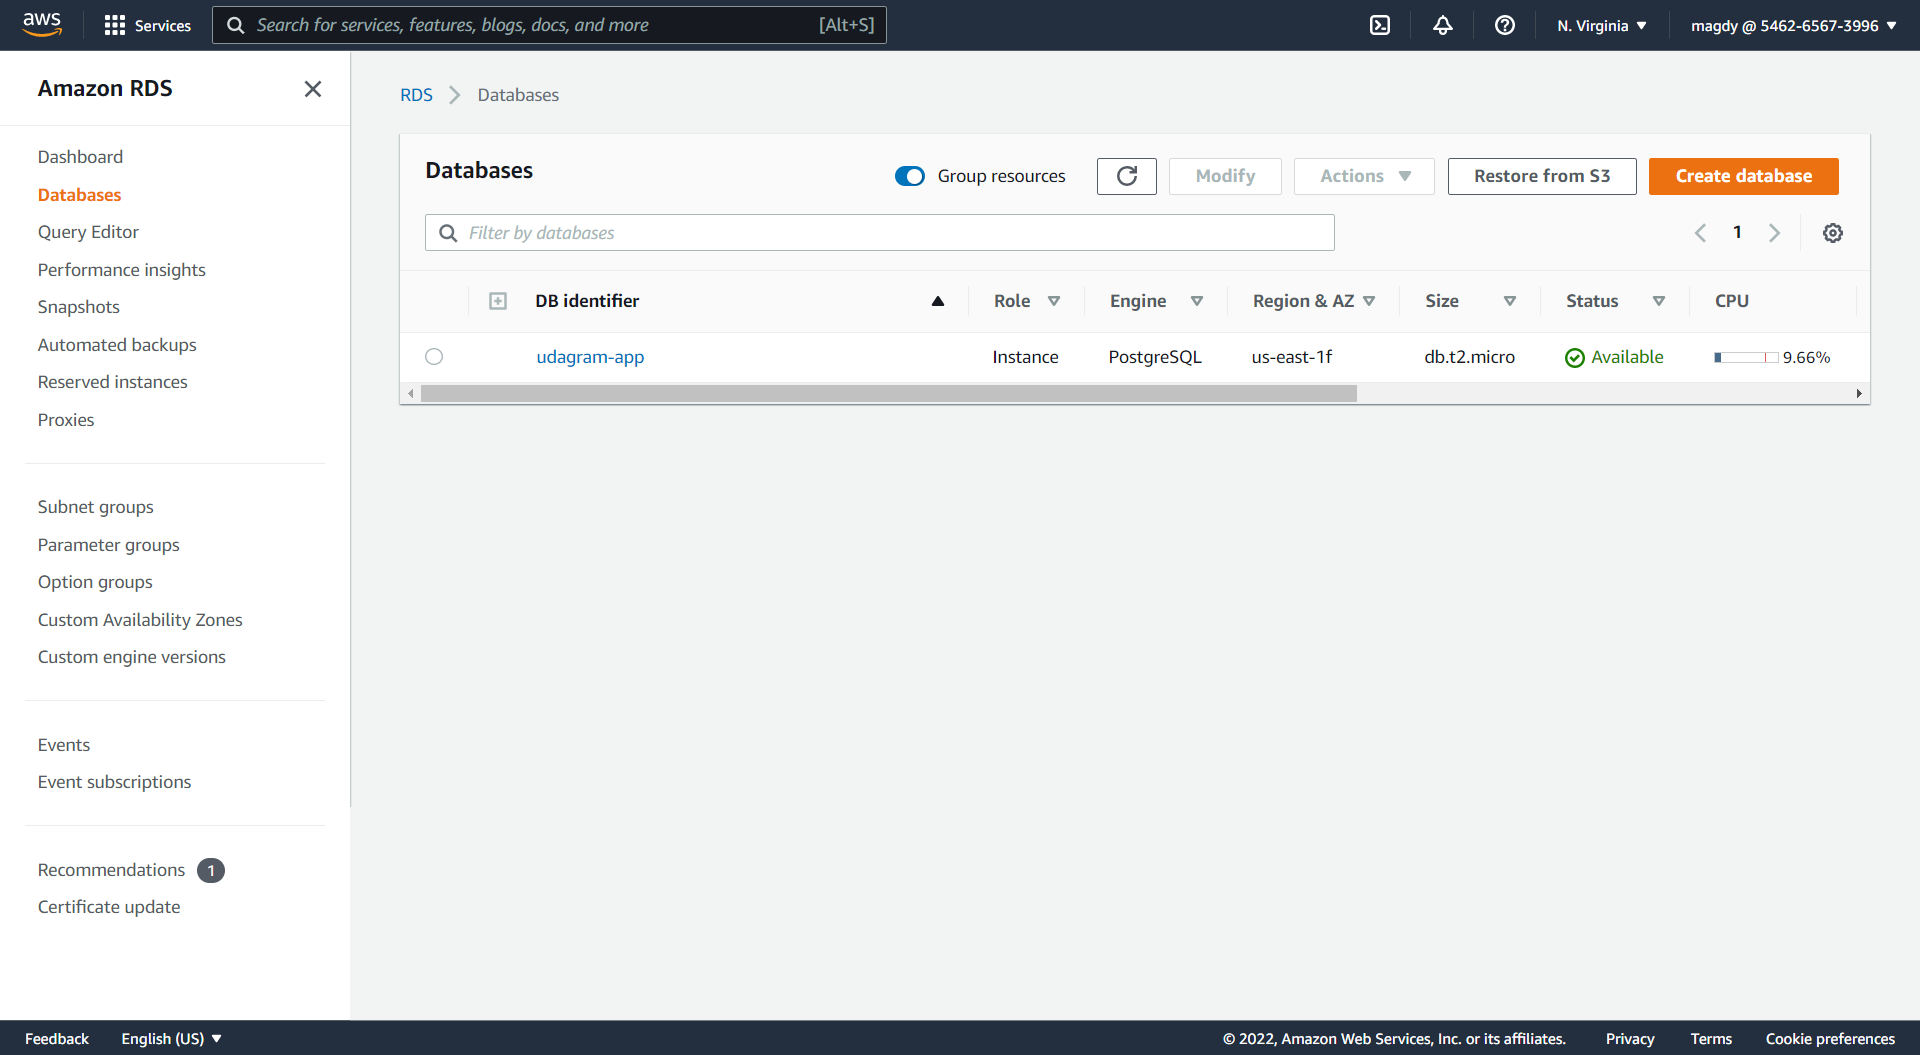 aws Services Search for services, features, blogs, docs, and more [Alt+S] N. Virginia magdy @ 5462-6567-3996
Amazon RDS
Dashboard
Databases
Query Editor
Performance insights
Snapshots
Automated backups
Reserved instances
Proxies
Subnet groups
Parameter groups
Option groups
Custom Availability Zones
Custom engine versions
Events
Event subscriptions
Recommendations 1
Certificate update
RDS Databases
Databases Group resources Modify Actions Restore from S3 Create database
Filter by databases 1
DB identifier Role Engine Region & AZ Size Status CPU
udagram-app Instance PostgreSQL us-east-1f db.t2.micro Available 9.66%
Feedback English (US) © 2022, Amazon Web Services, Inc. or its affiliates. Privacy Terms Cookie preferences